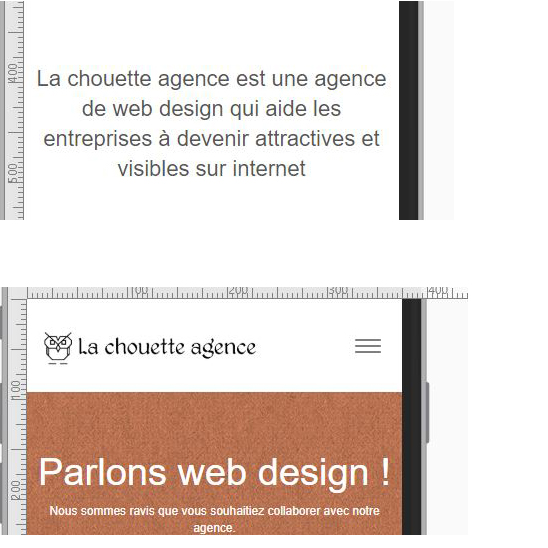 400
La chouette agence est une agence
de web design qui aide les
entreprises à devenir attractives et
500
visibles sur internet
100 200 300 400
La chouette agence
100
Parlons web design !
200
Nous sommes ravis que vous souhaitiez collaborer avec notre
agence.